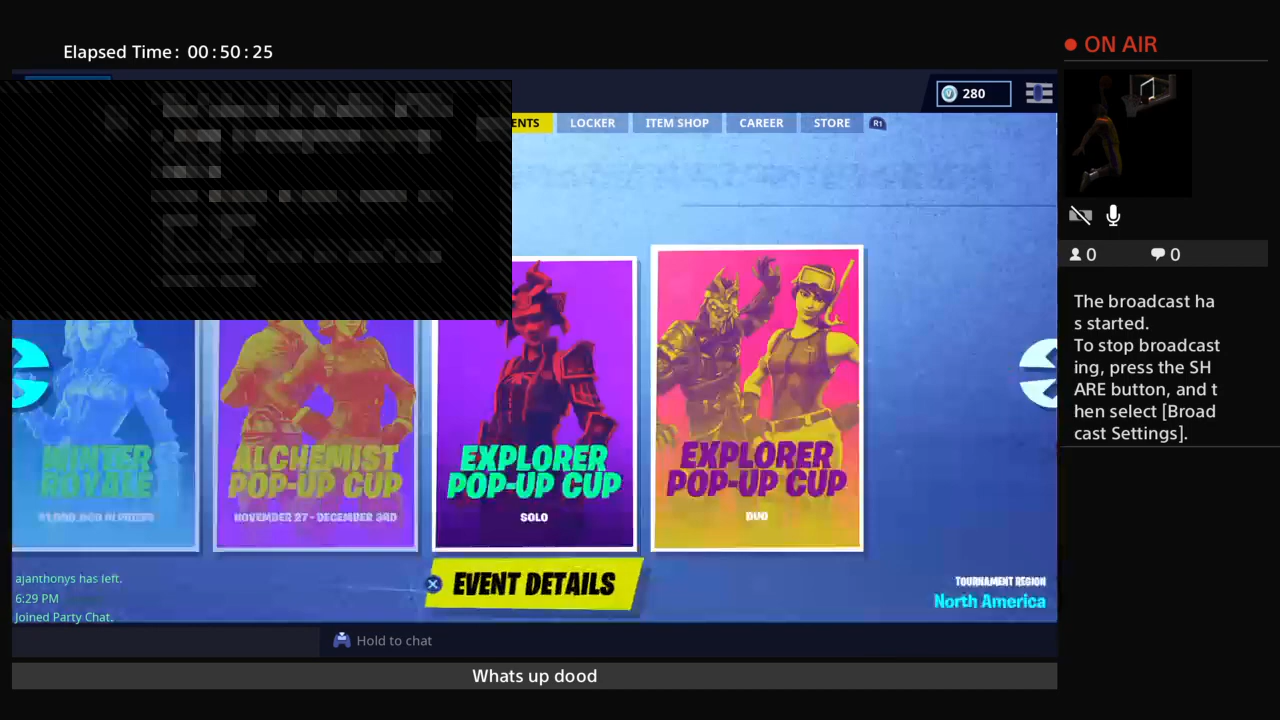 Elapsed Time: 00:50:25
ON AIR
280
ENTS
LOCKER
ITEM SHOP
CAREER
STORE
R1
0
0
The broadcast ha
s started.
To stop broadcast
ing, press the SH
ARE button, and t
hen select [Broad
cast Settings].
WINTER
ROYALE
ALCHEMIST
POP-UP CUP
NOVEMBER 27 - DECEMBER 3RD
EXPLORER
POP-UP CUP
SOLO
EXPLORER
POP-UP CUP
DUO
EVENT DETAILS
TOURNAMENT REGION
North America
ajanthonys has left.
6:29 PM
Joined Party Chat.
Hold to chat
Whats up dood